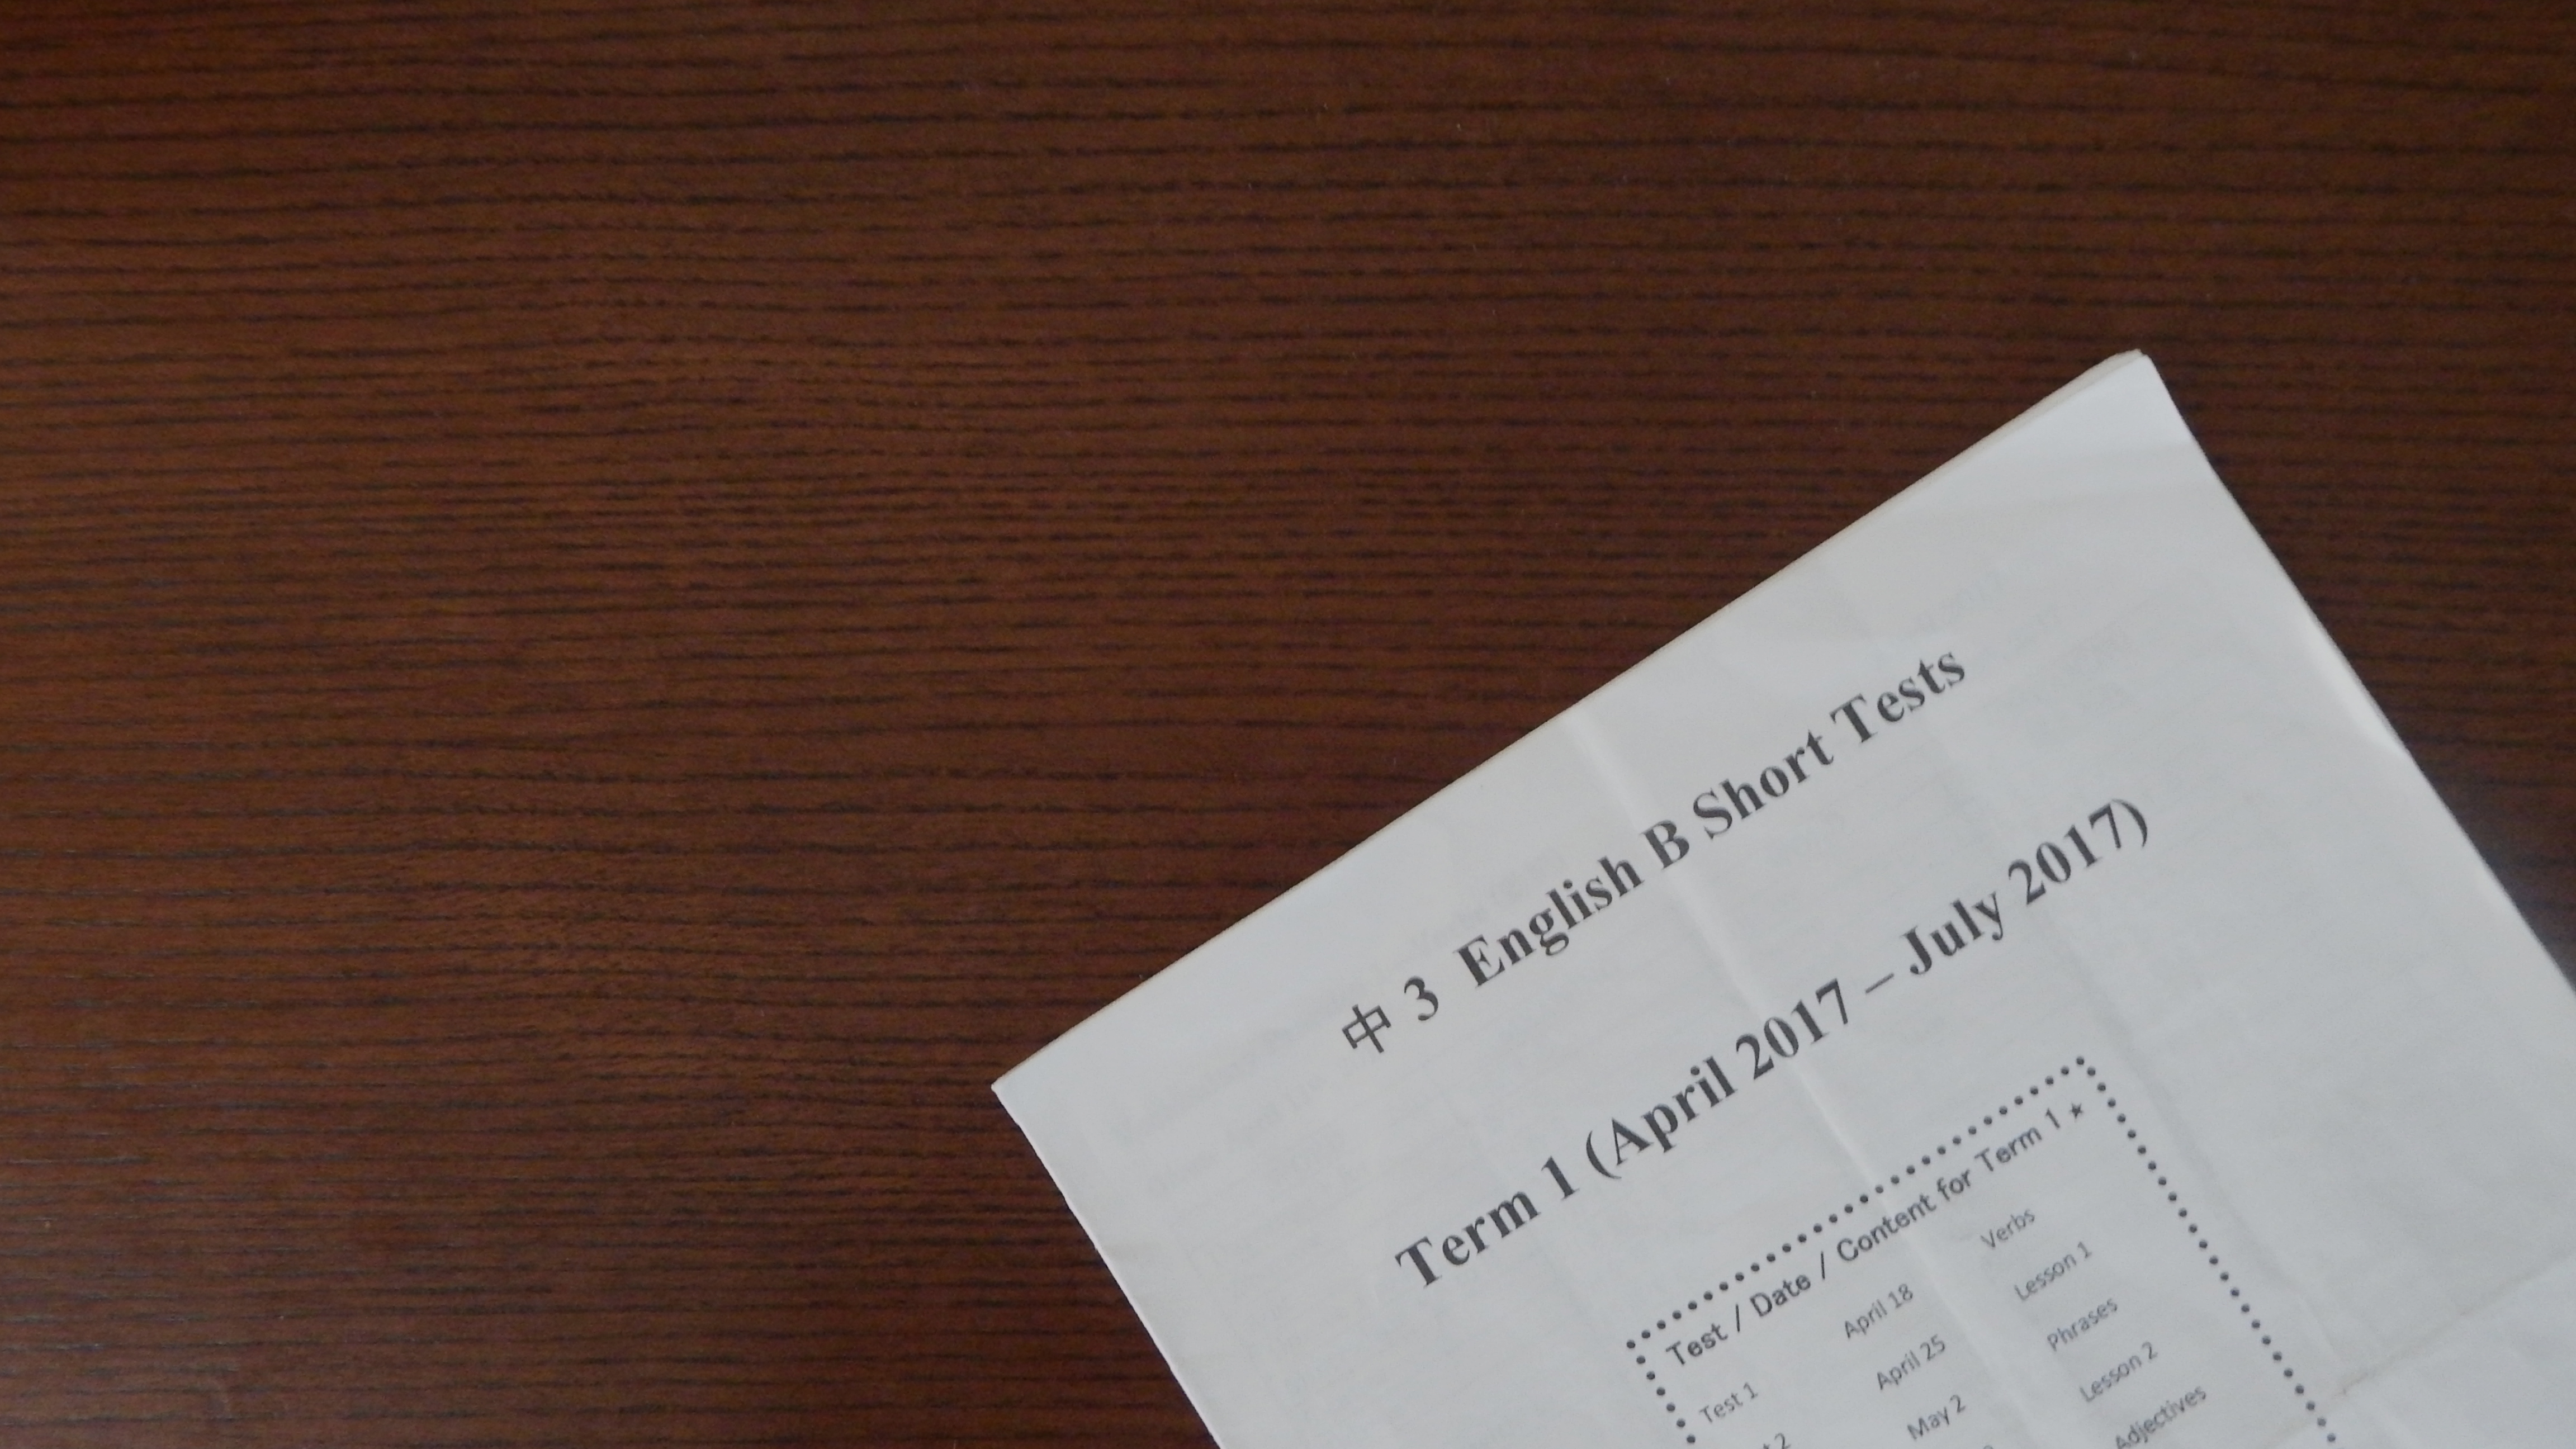 中 3 English B Short Tests
Term 1 (April 2017 – July 2017)
Test / Date / Content for Term 1 ★
Test 1 April 18 Verbs
2 April 25 Lesson 1
May 2 Phrases
Lesson 2
Adjectives